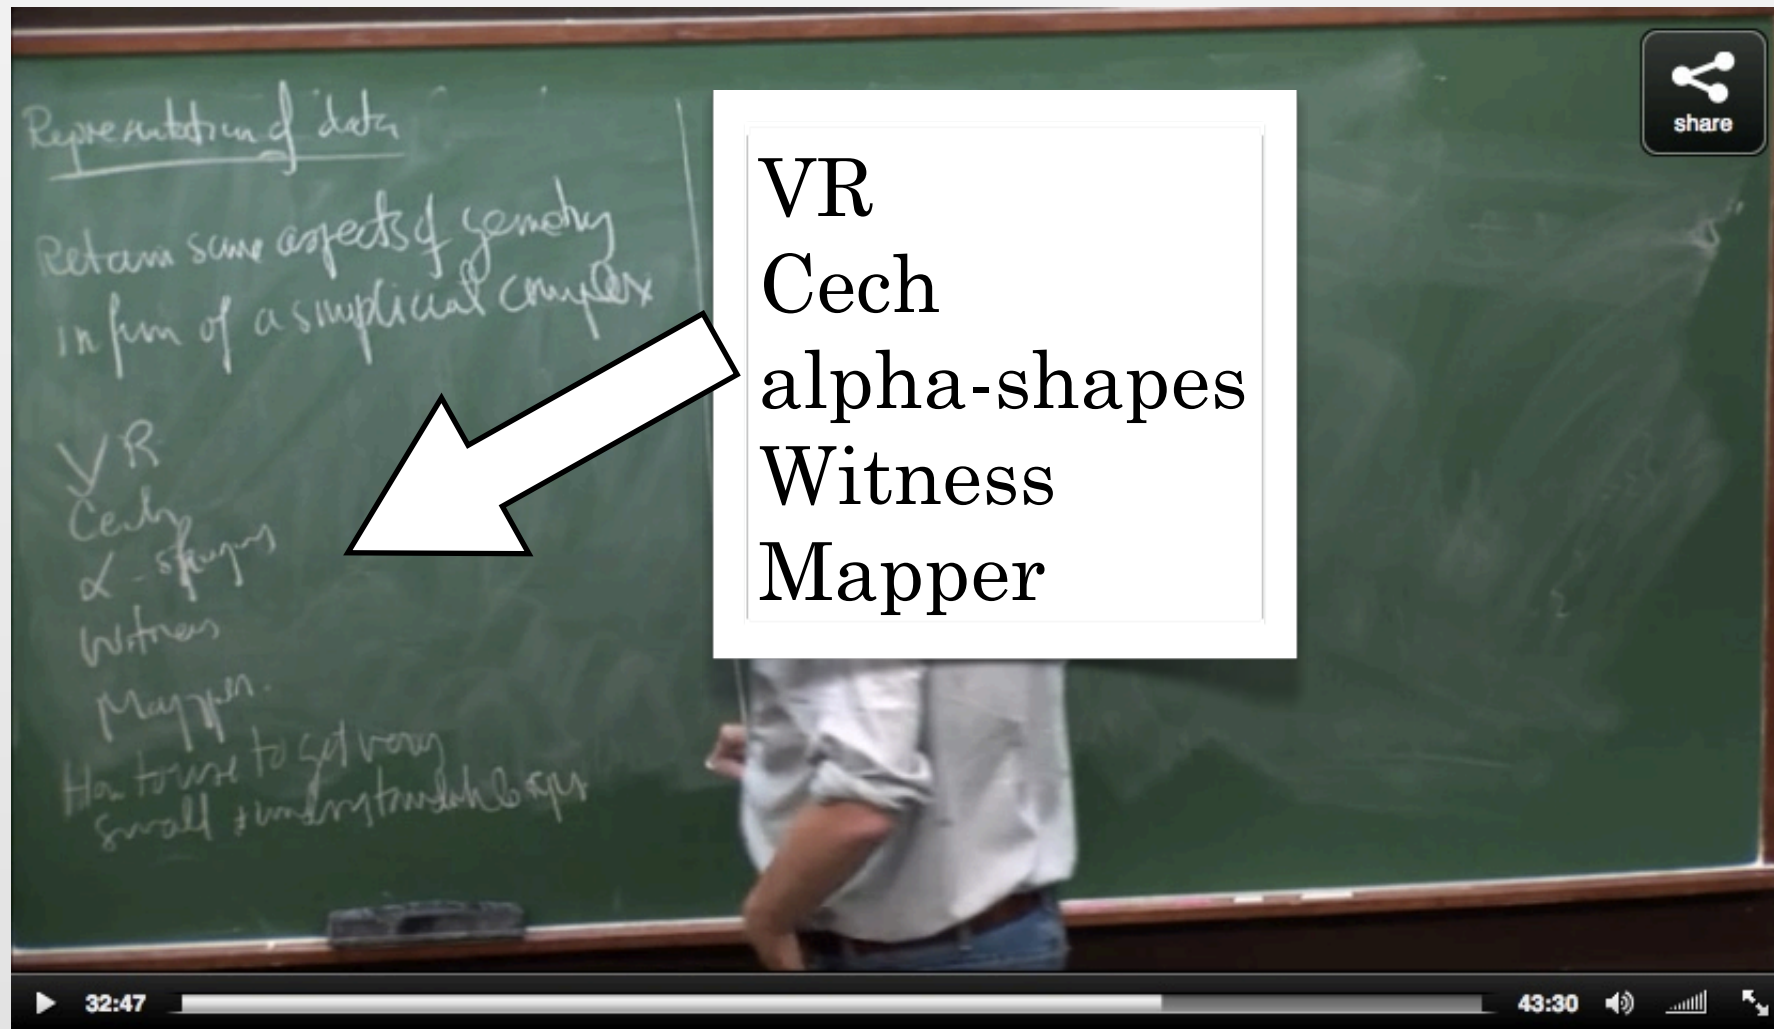 Representation of data
Retain some aspects of geometry
in form of a simplicial complex
VR
Cech
α-shapes
Witness
Mapper.
How to use to get very
small + understandable
VR
Cech
alpha-shapes
Witness
Mapper
share
32:47
43:30